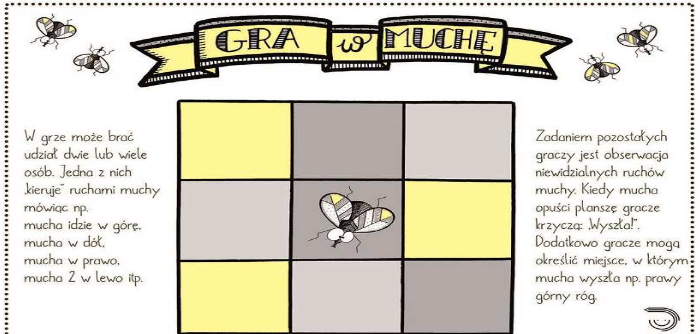 GRA w MUCHĘ
W grze może brać
udział dwie lub wiele
osób. Jedna z nich
„kieruje" ruchami muchy
mówiąc np.
mucha idzie w górę,
mucha w dół,
mucha w prawo,
mucha 2 w lewo itp.
Zadaniem pozostałych
graczy jest obserwacja
niewidzialnych ruchów
muchy. Kiedy mucha
opuści planszę gracze
krzyczą: „Wyszła!".
Dodatkowo gracze mogą
określić miejsce, w którym
mucha wyszła np. prawy
górny róg.